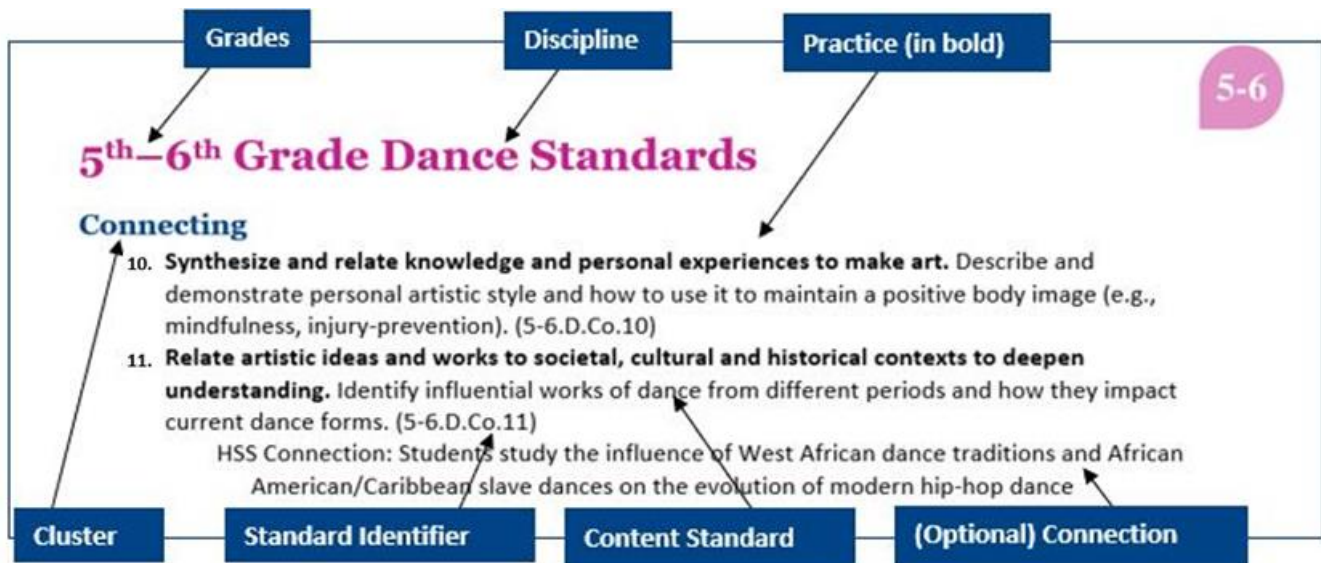 Grades
Discipline
Practice (in bold)
5-6
5th–6th Grade Dance Standards
Connecting
10. Synthesize and relate knowledge and personal experiences to make art. Describe and
demonstrate personal artistic style and how to use it to maintain a positive body image (e.g.,
mindfulness, injury-prevention). (5-6.D.Co.10)
11. Relate artistic ideas and works to societal, cultural and historical contexts to deepen
understanding. Identify influential works of dance from different periods and how they impact
current dance forms. (5-6.D.Co.11)
HSS Connection: Students study the influence of West African dance traditions and African
American/Caribbean slave dances on the evolution of modern hip-hop dance
Cluster
Standard Identifier
Content Standard
(Optional) Connection